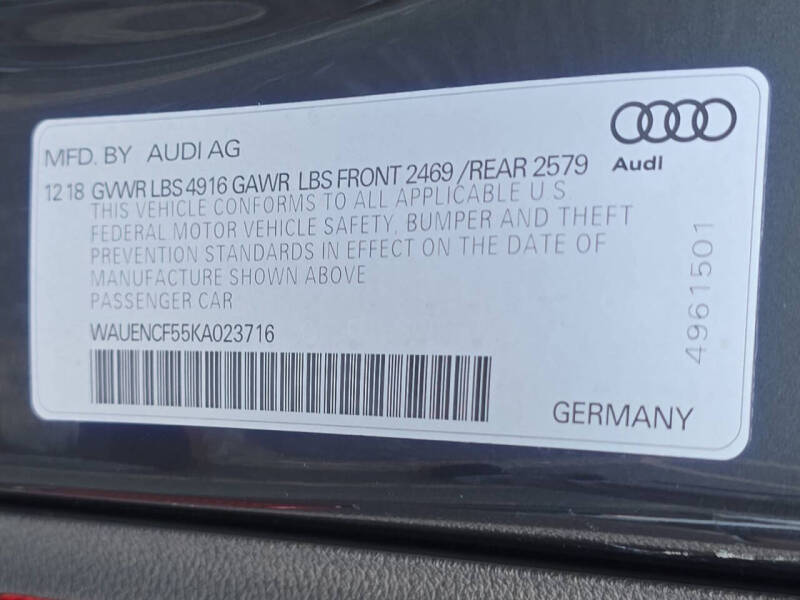 MFD. BY AUDI AG
Audi
12 18 GVWR LBS 4916 GAWR LBS FRONT 2469 /REAR 2579
THIS VEHICLE CONFORMS TO ALL APPLICABLE U S
FEDERAL MOTOR VEHICLE SAFETY, BUMPER AND THEFT
PREVENTION STANDARDS IN EFFECT ON THE DATE OF
MANUFACTURE SHOWN ABOVE
PASSENGER CAR
WAUENCF55KA023716
GERMANY
4961501